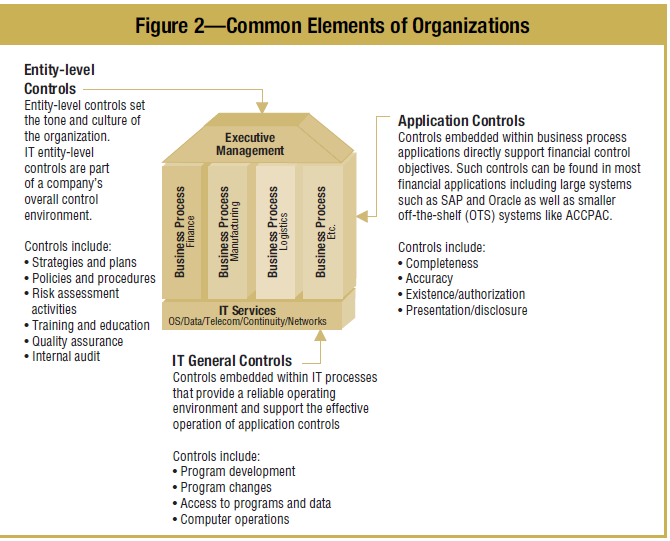 Figure 2—Common Elements of Organizations
Entity-level
Controls
Entity-level controls set
the tone and culture of
the organization.
IT entity-level
controls are part
of a company's
overall control
environment.
Controls include:
• Strategies and plans
• Policies and procedures
• Risk assessment
activities
• Training and education
• Quality assurance
• Internal audit
Executive
Management
Business Process
Finance
Business Process
Manufacturing
Business Process
Logistics
Business Process
Etc.
IT Services
OS/Data/Telecom/Continuity/Networks
Application Controls
Controls embedded within business process
applications directly support financial control
objectives. Such controls can be found in most
financial applications including large systems
such as SAP and Oracle as well as smaller
off-the-shelf (OTS) systems like ACCPAC.
Controls include:
• Completeness
• Accuracy
• Existence/authorization
• Presentation/disclosure
IT General Controls
Controls embedded within IT processes
that provide a reliable operating
environment and support the effective
operation of application controls
Controls include:
• Program development
• Program changes
• Access to programs and data
• Computer operations